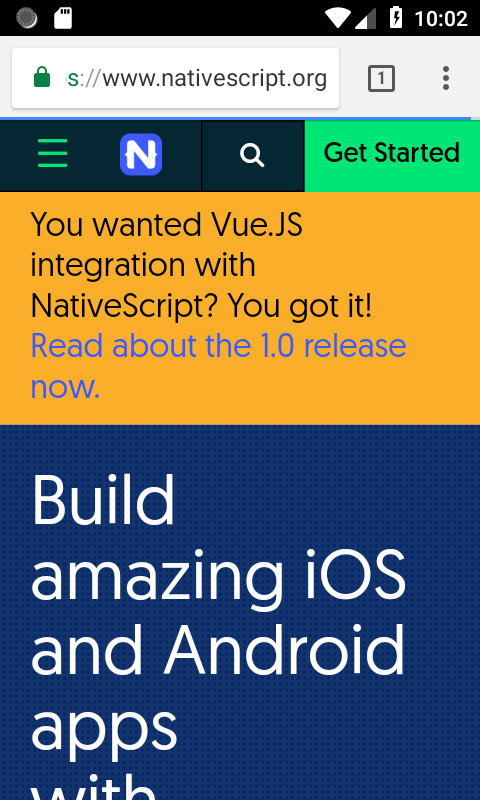 10:02
s://www.nativescript.org
1
N
Get Started
You wanted Vue.JS
integration with
NativeScript? You got it!
Read about the 1.0 release
now.
Build
amazing iOS
and Android
apps
with